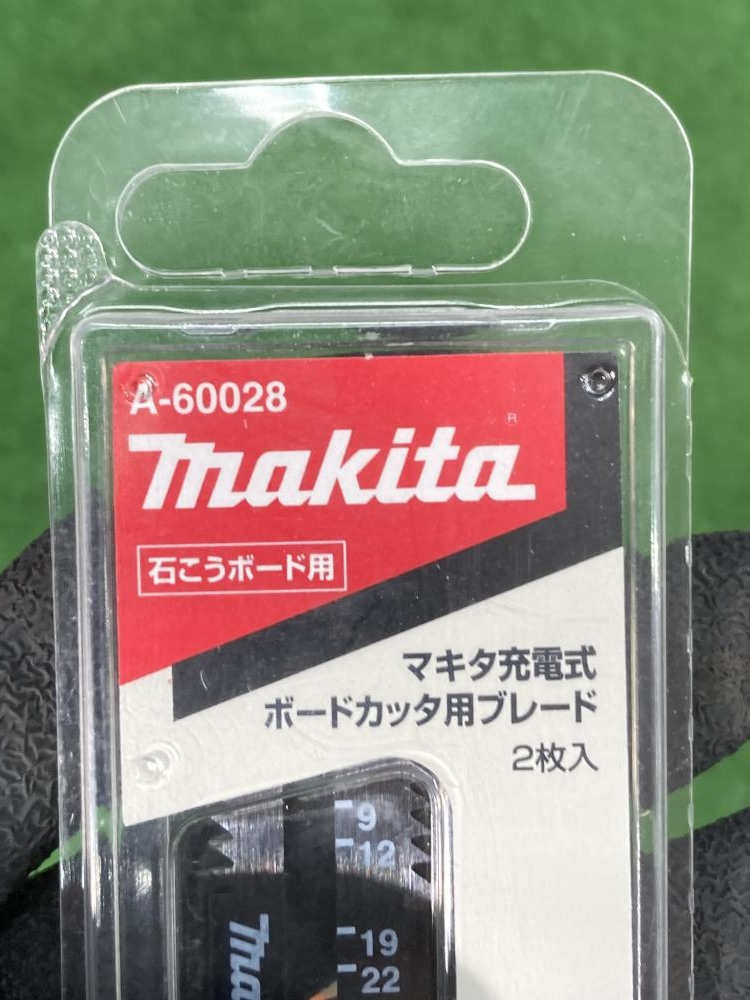 A-60028
makita®
石こうボード用
マキタ充電式
ボードカッタ用ブレード
2枚入
9
12
19
22